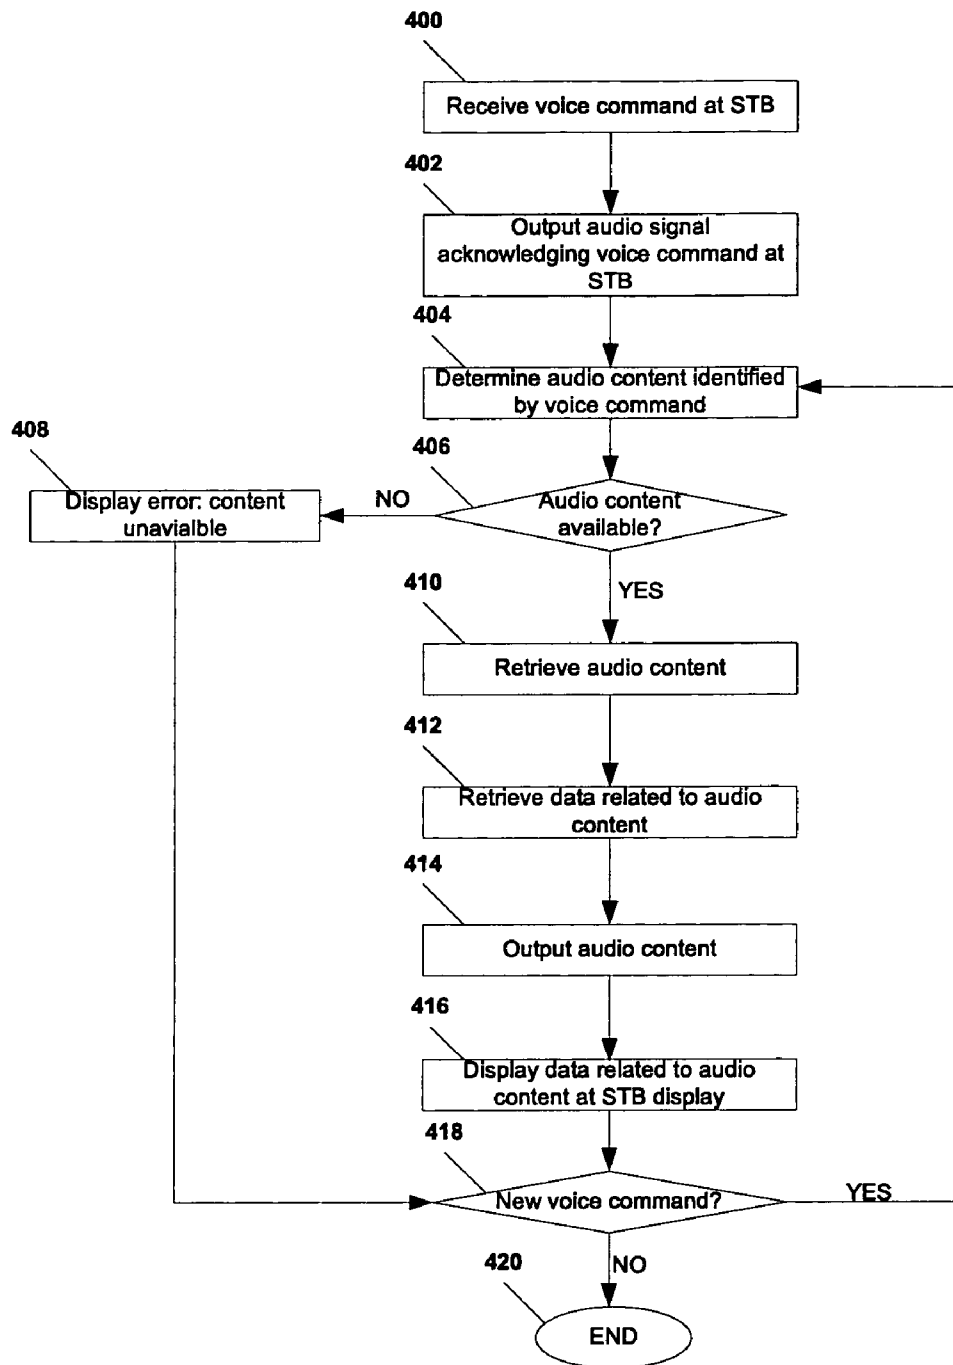 400
Receive voice command at STB
402
Output audio signal
acknowledging voice command at
STB
404
Determine audio content identified
by voice command
408
406
Display error: content
unavialble
NO
Audio content
available?
YES
410
Retrieve audio content
412
Retrieve data related to audio
content
414
Output audio content
416
Display data related to audio
content at STB display
418
New voice command?
YES
NO
420
END